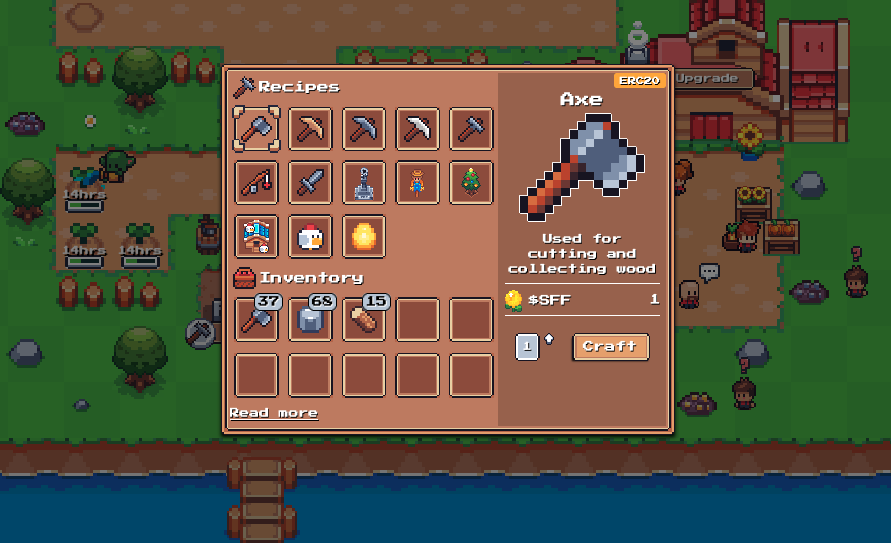 Recipes
ERC20
Upgrade
Axe
14hrs
14hrs
14hrs
Used for
cutting and
collecting wood
Inventory
$SFF 1
37 68 15
1 Craft
Read more